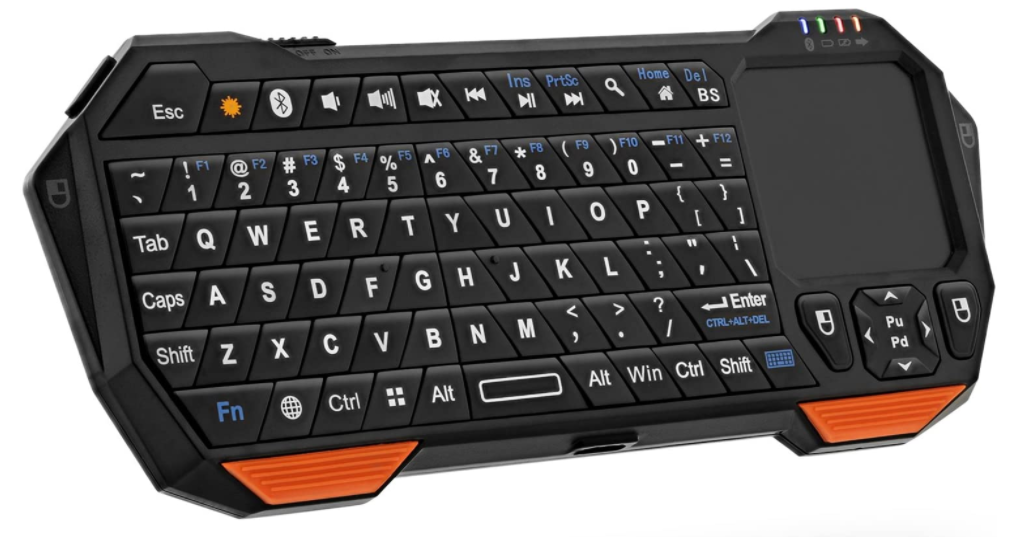 OFF ON
Esc Ins PrtSc Home Del BS
~ ` ! F1 1 @ F2 2 # F3 3 $ F4 4 % F5 5 ^ F6 6 & F7 7 * F8 8 ( F9 9 ) F10 0 – F11 - + F12 =
Tab Q W E R T Y U I O P { [ } ]
Caps A S D F G H J K L : ; " , ¦ \
Shift Z X C V B N M < , > . ? / Enter CTRL+ALT+DEL
Fn Ctrl Alt Alt Win Ctrl Shift
Pu
Pd